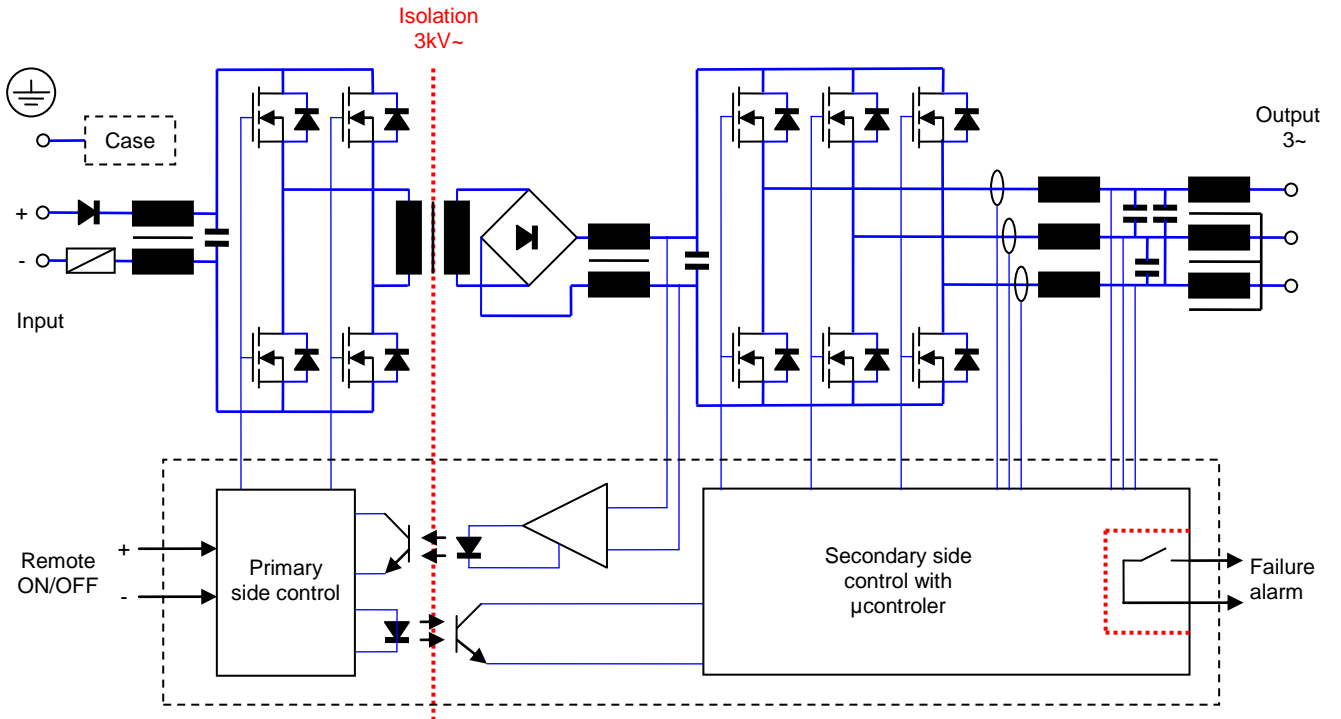 Isolation
3kV~
Case
+
-
Input
Output
3~
Remote
ON/OFF
+
-
Primary
side control
Secondary side
control with
µcontroler
Failure
alarm